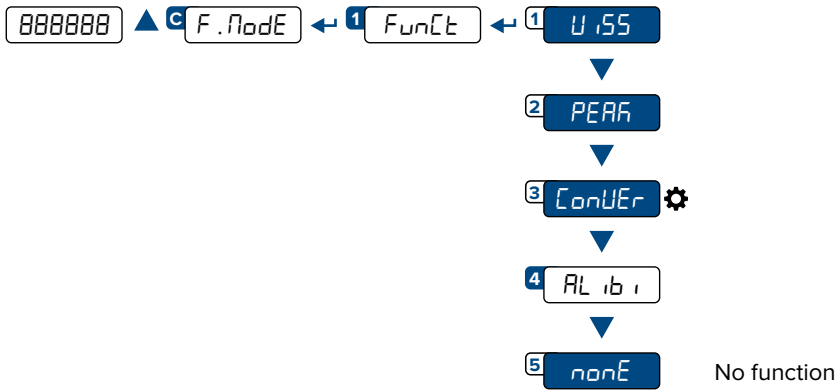 888888 C F.ModE 1 FunCt 1 ViSS
2 PEAK
3 ConVEr
4 ALibi
5 nonE No function